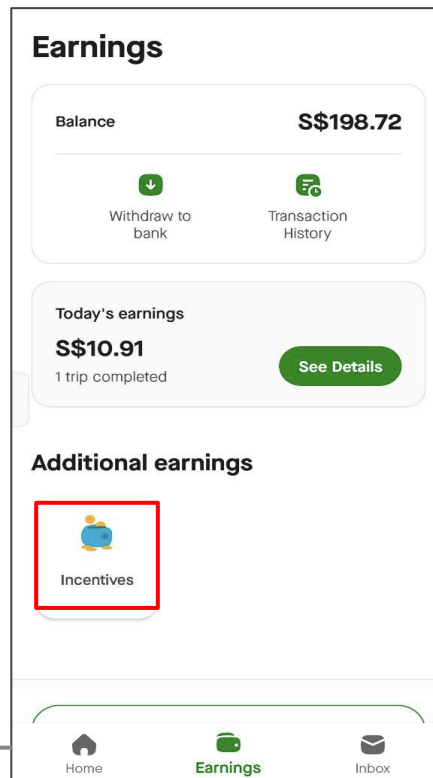 Earnings
Balance
S$198.72
Withdraw to
bank
Transaction
History
Today's earnings
S$10.91
1 trip completed
See Details
Additional earnings
Incentives
Home
Earnings
Inbox